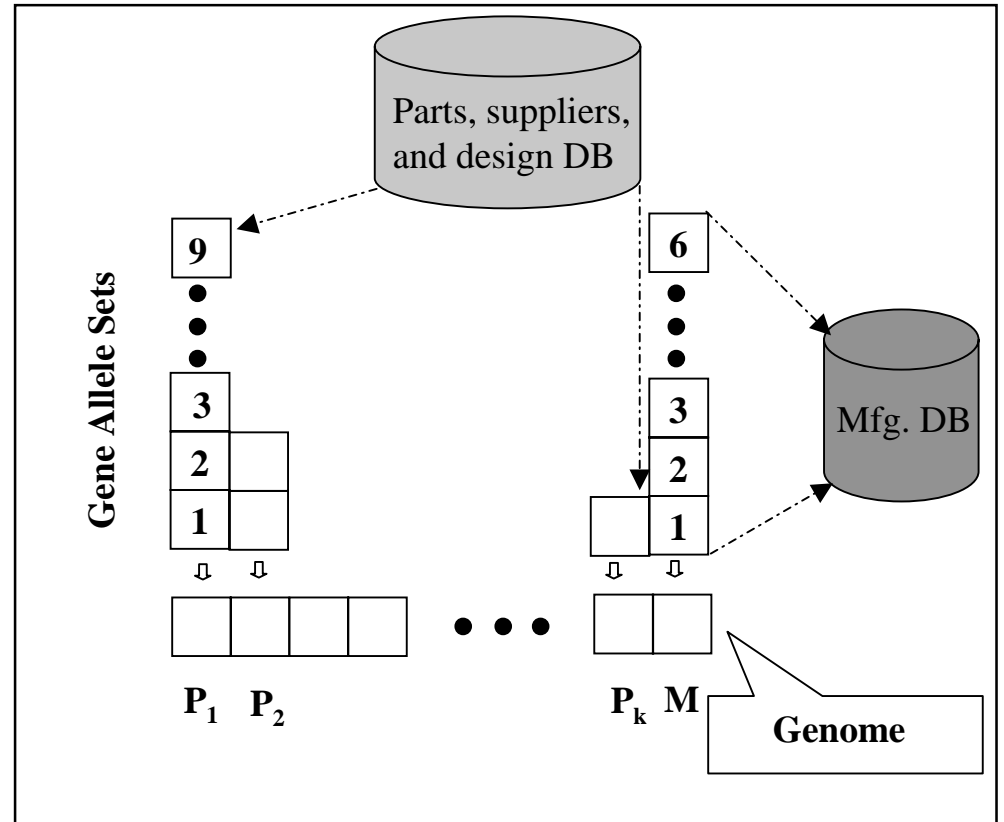 Parts, suppliers,
and design DB
Gene Allele Sets
9
3
2
1
6
3
2
1
Mfg. DB
P₁ P₂ Pₖ M
Genome